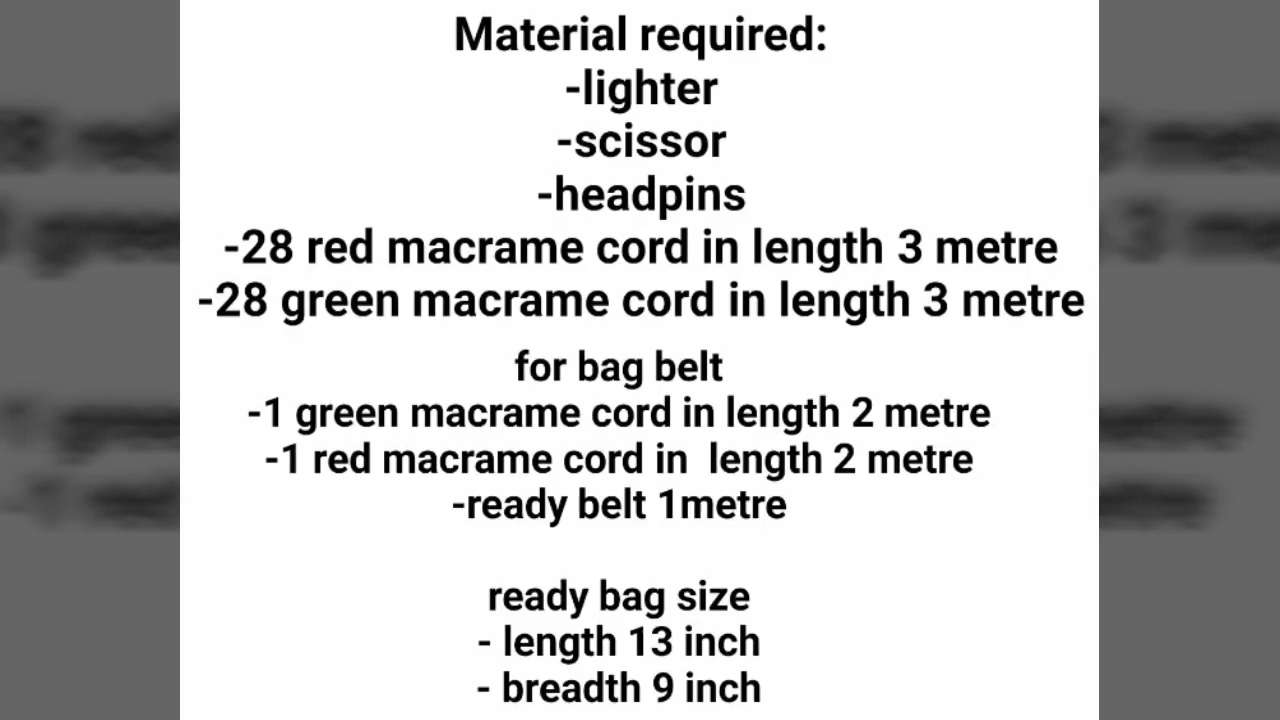 Material required:
-lighter
-scissor
-headpins
-28 red macrame cord in length 3 metre
-28 green macrame cord in length 3 metre
for bag belt
-1 green macrame cord in length 2 metre
-1 red macrame cord in  length 2 metre
-ready belt 1metre
ready bag size
- length 13 inch
- breadth 9 inch